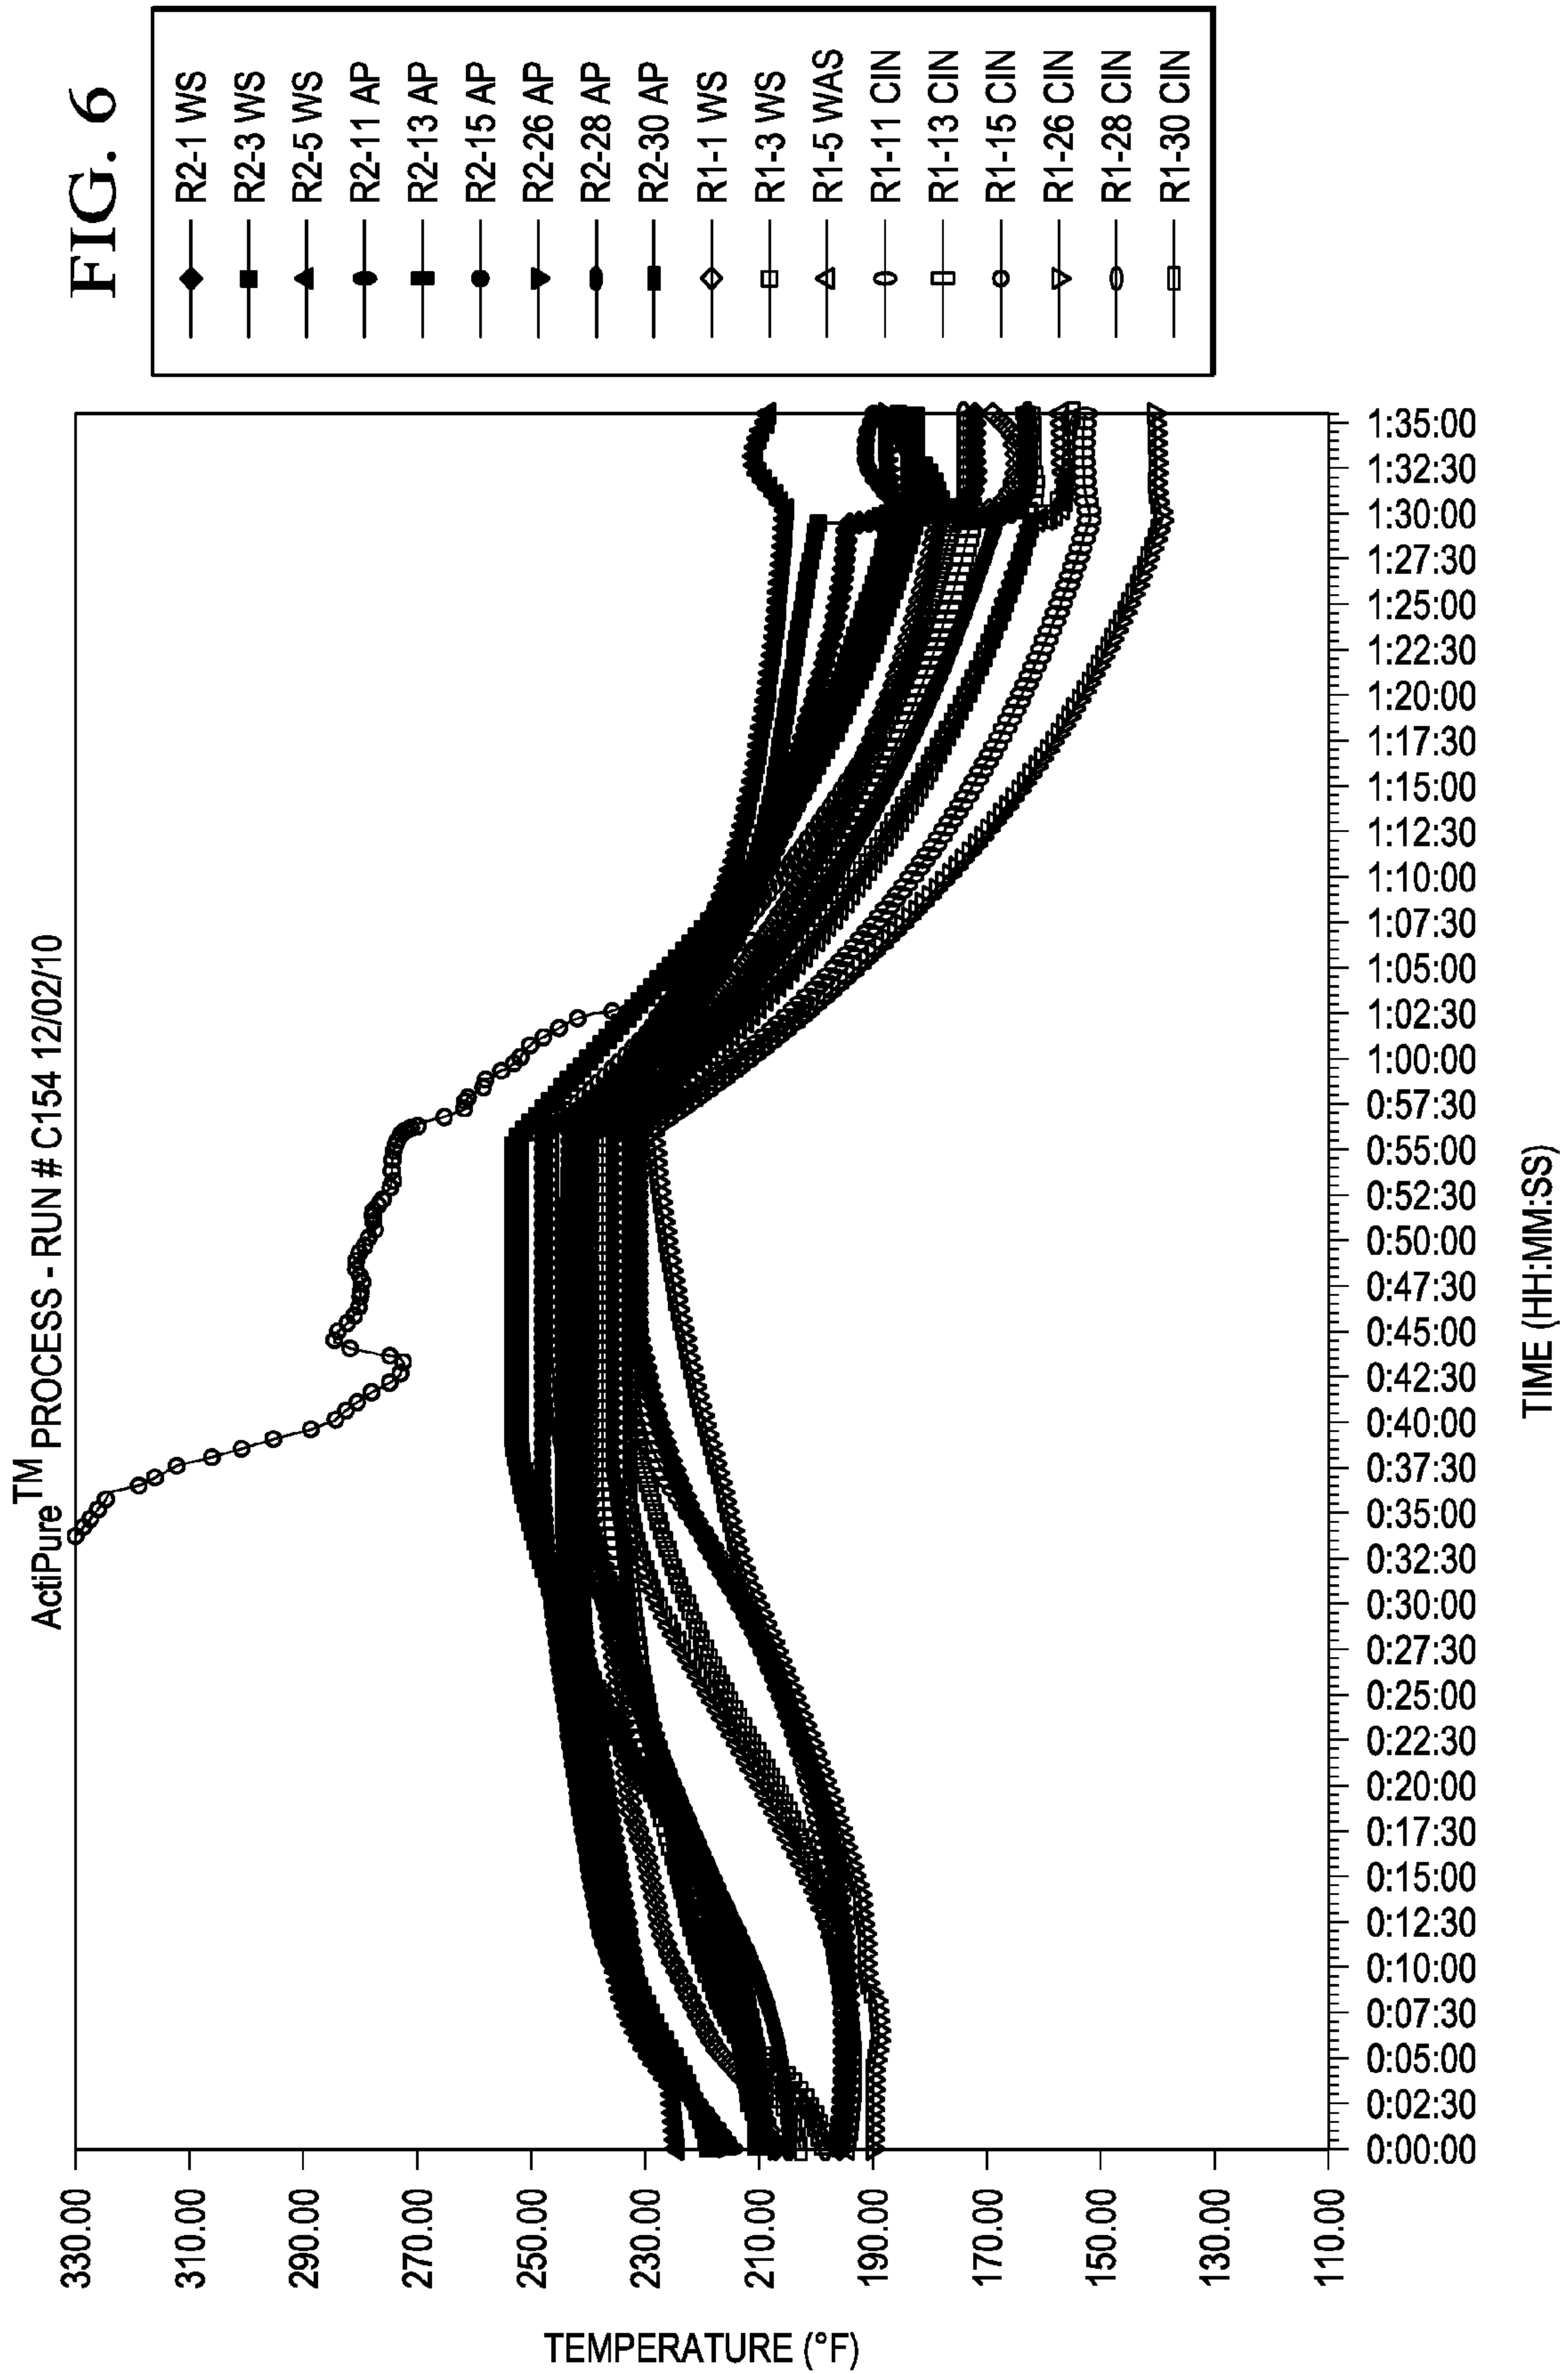 FIG. 6
ActiPure™ PROCESS - RUN # C154 12/02/10
TEMPERATURE (°F)
330.00
310.00
290.00
270.00
250.00
230.00
210.00
190.00
170.00
150.00
130.00
110.00
0:00:00
0:02:30
0:05:00
0:07:30
0:10:00
0:12:30
0:15:00
0:17:30
0:20:00
0:22:30
0:25:00
0:27:30
0:30:00
0:32:30
0:35:00
0:37:30
0:40:00
0:42:30
0:45:00
0:47:30
0:50:00
0:52:30
0:55:00
0:57:30
1:00:00
1:02:30
1:05:00
1:07:30
1:10:00
1:12:30
1:15:00
1:17:30
1:20:00
1:22:30
1:25:00
1:27:30
1:30:00
1:32:30
1:35:00
TIME (HH:MM:SS)
R2-1 WS
R2-3 WS
R2-5 WS
R2-11 AP
R2-13 AP
R2-15 AP
R2-26 AP
R2-28 AP
R2-30 AP
R1-1 WS
R1-3 WS
R1-5 WAS
R1-11 CIN
R1-13 CIN
R1-15 CIN
R1-26 CIN
R1-28 CIN
R1-30 CIN